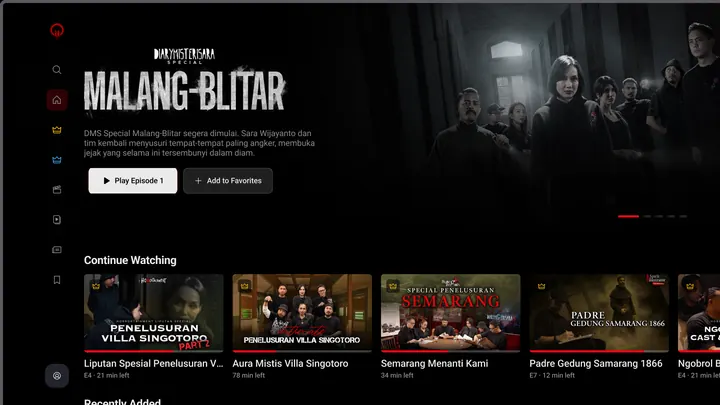 DIARYMISTERISARA
SPECIAL
MALANG-BLITAR
DMS Special Malang-Blitar segera dimulai. Sara Wijayanto dan
tim kembali menyusuri tempat-tempat paling angker, membuka
jejak yang selama ini tersembunyi dalam diam.
Play Episode 1
Add to Favorites
Continue Watching
PENELUSURAN
VILLA SINGOTORO
PART 2
PENELUSURAN VILLA SINGOTORO
SPECIAL PENELUSURAN
SEMARANG
PADRE
GEDUNG SAMARANG 1866
NGO
CAST &
Liputan Spesial Penelusuran V...
E4 · 21 min left
Aura Mistis Villa Singotoro
78 min left
Semarang Menanti Kami
34 min left
Padre Gedung Samarang 1866
E7 · 12 min left
Ngobrol B
E4 · 21 min left
Recently Added